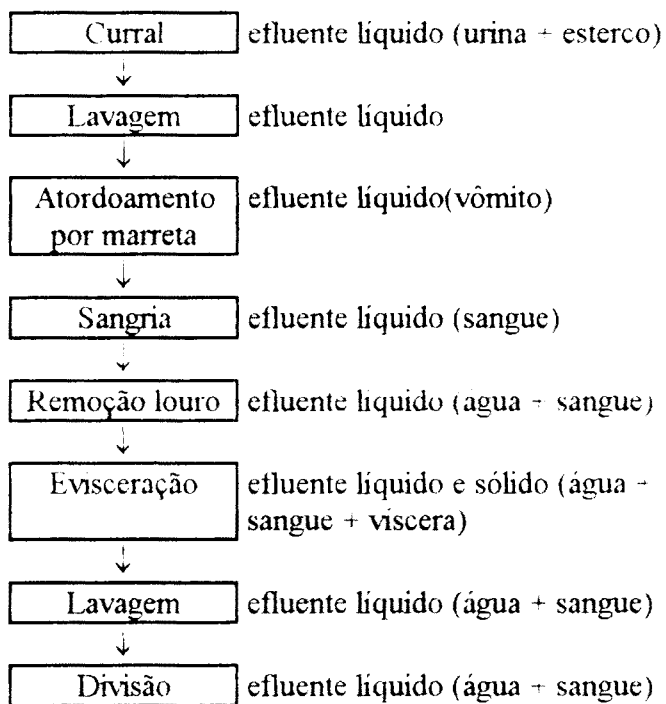 Curral efluente líquido (urina + esterco)
Lavagem efluente líquido
Atordoamento efluente líquido(vômito)
por marreta
Sangria efluente líquido (sangue)
Remoção louro efluente líquido (água + sangue)
Evisceração efluente líquido e sólido (água +
sangue + víscera)
Lavagem efluente líquido (água + sangue)
Divisão efluente líquido (água + sangue)